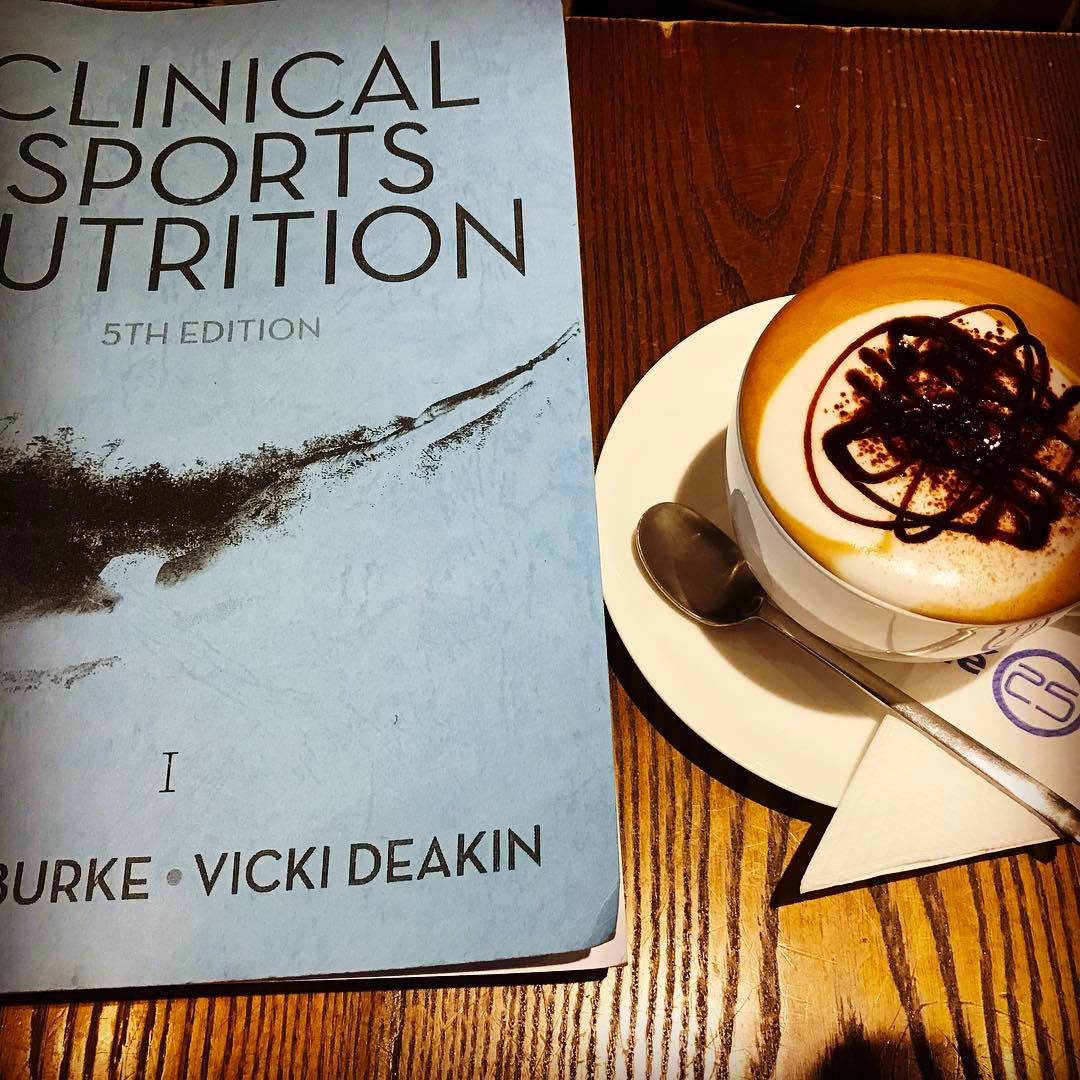 CLINICAL
SPORTS
UTRITION
5TH EDITION
I
BURKE • VICKI DEAKIN
25